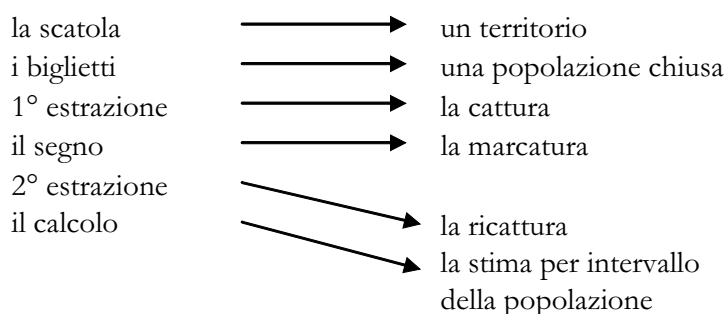 la scatola un territorio
i biglietti una popolazione chiusa
1° estrazione la cattura
il segno la marcatura
2° estrazione
il calcolo la ricattura
la stima per intervallo
della popolazione